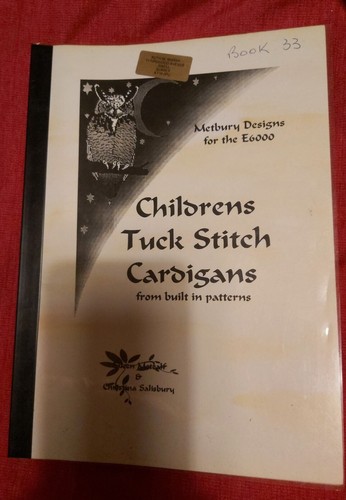 BOOK 33
Metbury Designs
for the E6000
Childrens
Tuck Stitch
Cardigans
from built in patterns
&
Christina Salisbury